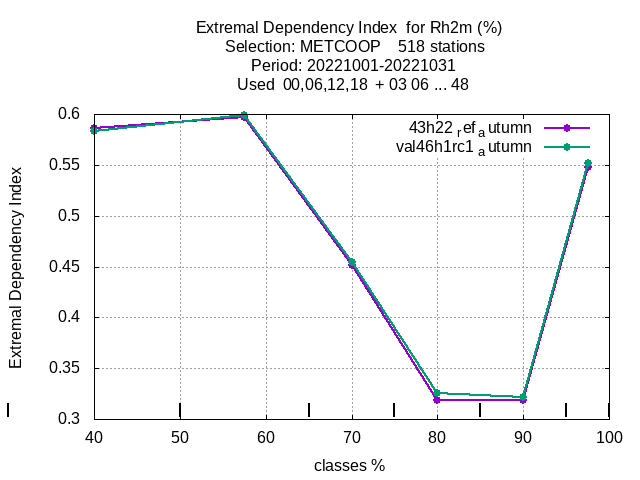 Extremal Dependency Index for Rh2m (%)
Selection: METCOOP 518 stations
Period: 20221001-20221031
Used 00,06,12,18 + 03 06 ... 48
43h22 ref a utumn
val46h1rc1 a utumn
Extremal Dependency Index
0.6
0.55
0.5
0.45
0.4
0.35
0.3
40 50 60 70 80 90 100
classes %